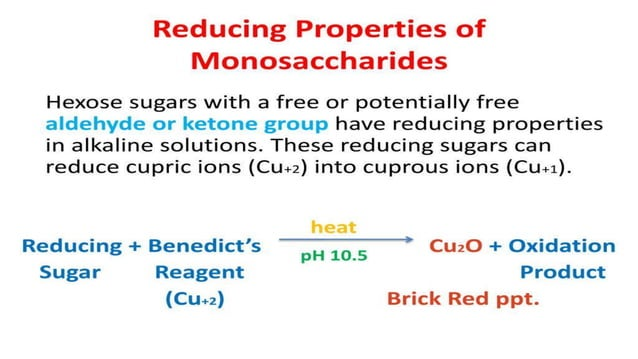 Reducing Properties of
Monosaccharides
Hexose sugars with a free or potentially free
aldehyde or ketone group have reducing properties
in alkaline solutions. These reducing sugars can
reduce cupric ions (Cu+2) into cuprous ions (Cu+1).
heat
Reducing + Benedict's Cu2O + Oxidation
pH 10.5
Sugar Reagent Product
(Cu+2) Brick Red ppt.